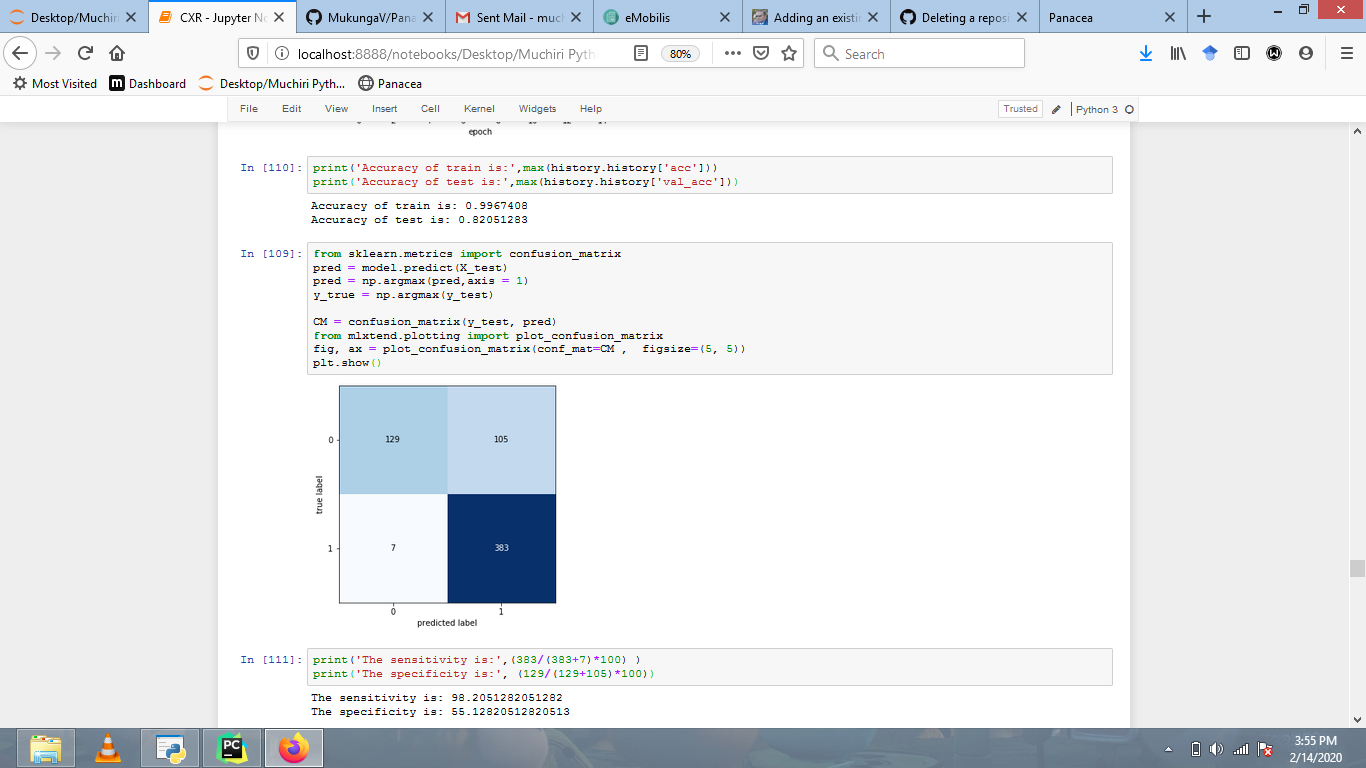 Desktop/Muchiri
CXR - Jupyter No
MukungaV/Pana
Sent Mail - muc
eMobilis
Adding an existin
Deleting a reposi
Panacea
localhost:8888/notebooks/Desktop/Muchiri Pyth
80%
Search
Most Visited
Dashboard
Desktop/Muchiri Pyth...
Panacea
File Edit View Insert Cell Kernel Widgets Help
Trusted
Python 3
epoch
In [110]:
print('Accuracy of train is:',max(history.history['acc']))
print('Accuracy of test is:',max(history.history['val_acc']))
Accuracy of train is: 0.9967408
Accuracy of test is: 0.82051283
In [109]:
from sklearn.metrics import confusion_matrix
pred = model.predict(X_test)
pred = np.argmax(pred,axis = 1)
y_true = np.argmax(y_test)
CM = confusion_matrix(y_test, pred)
from mlxtend.plotting import plot_confusion_matrix
fig, ax = plot_confusion_matrix(conf_mat=CM ,  figsize=(5, 5))
plt.show()
0
129
105
true label
1
7
383
0
1
predicted label
In [111]:
print('The sensitivity is:',(383/(383+7)*100) )
print('The specificity is:', (129/(129+105)*100))
The sensitivity is: 98.2051282051282
The specificity is: 55.12820512820513
PC
3:55 PM
2/14/2020